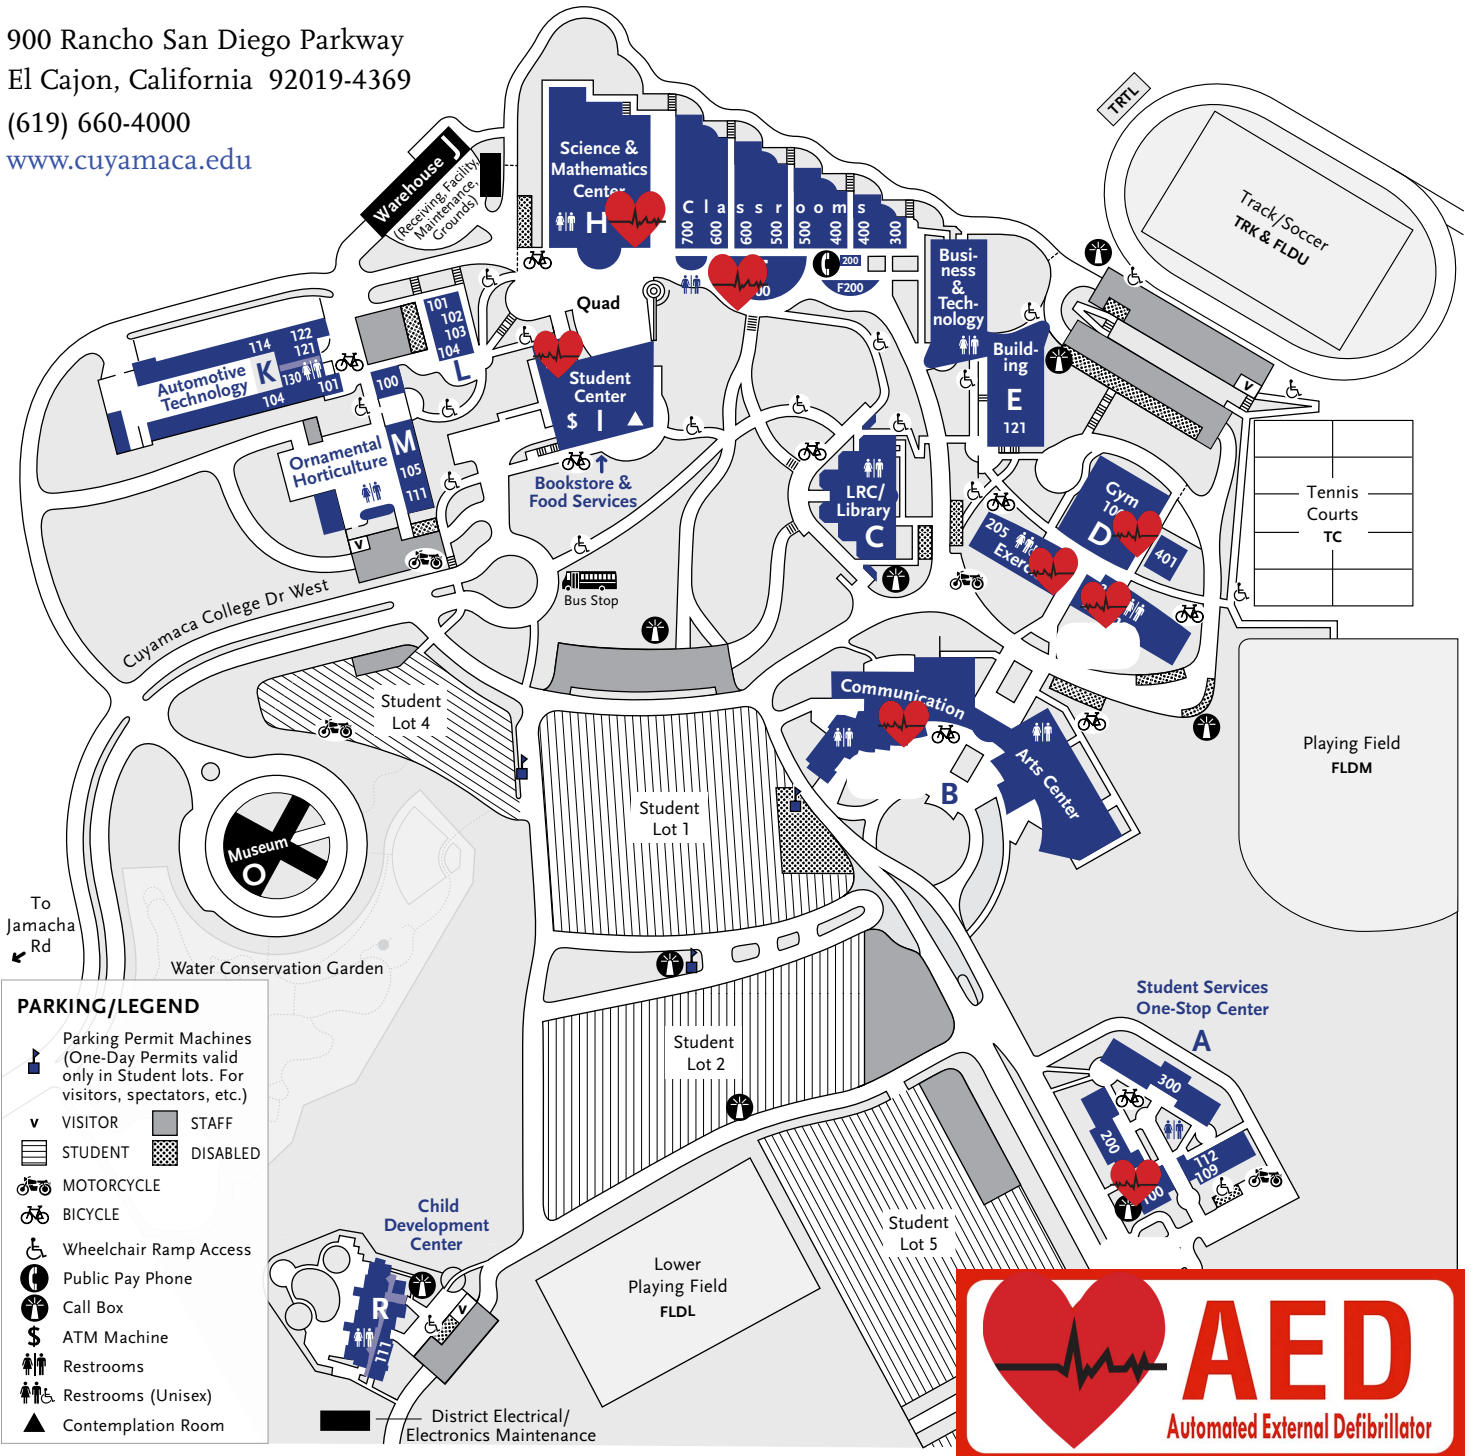 900 Rancho San Diego Parkway
El Cajon, California 92019-4369
(619) 660-4000
www.cuyamaca.edu
TRTL
Track/Soccer
TRK & FLDU
Warehouse J
(Receiving, Facility,
Maintenance,
Grounds)
Science &
Mathematics
Center
H
Classrooms
700
600
600
500
500
400
400
300
200
F200
Quad
Busi-
ness
&
Tech-
nology
Build-
ing
E
121
101
102
103
104
L
114
122
121
130
101
104
Automotive
Technology
K
100
M
105
111
Ornamental
Horticulture
V
Student
Center
$
I
Bookstore &
Food Services
LRC/
Library
C
Gym
D
401
205
V
Tennis
Courts
TC
Bus Stop
Cuyamaca College Dr West
Student
Lot 4
Student
Lot 1
Communication
Arts Center
B
Playing Field
FLDM
Museum
O
To
Jamacha
Rd
Water Conservation Garden
Student
Lot 2
Student Services
One-Stop Center
A
300
200
112
109
100
Student
Lot 5
Child
Development
Center
R
111
V
Lower
Playing Field
FLDL
District Electrical/
Electronics Maintenance
PARKING/LEGEND
Parking Permit Machines
(One-Day Permits valid
only in Student lots. For
visitors, spectators, etc.)
V VISITOR
STAFF
STUDENT
DISABLED
MOTORCYCLE
BICYCLE
Wheelchair Ramp Access
Public Pay Phone
Call Box
$ ATM Machine
Restrooms
Restrooms (Unisex)
Contemplation Room
AED
Automated External Defibrillator